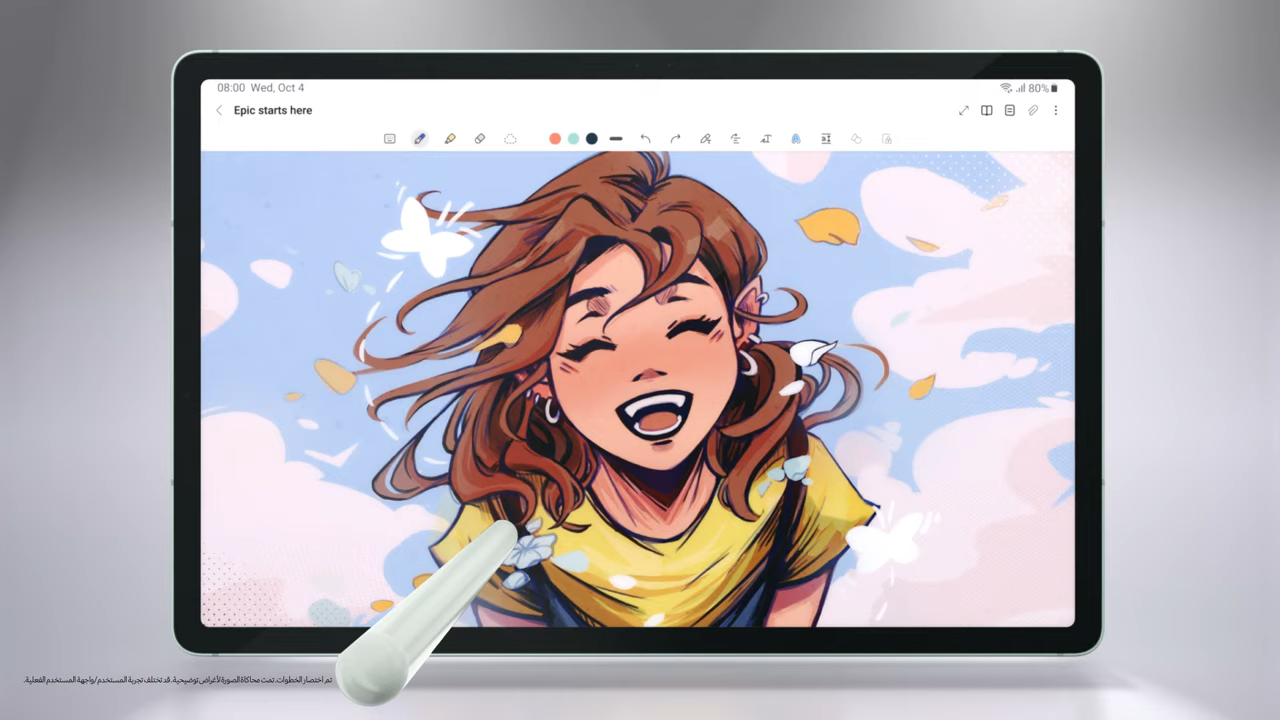 08:00 Wed, Oct 4
80%
Epic starts here
تم اختصار الخطوات. تمت محاكاة الصورة لأغراض توضيحية. قد تختلف تجربة المستخدم/واجهة المستخدم الفعلية.